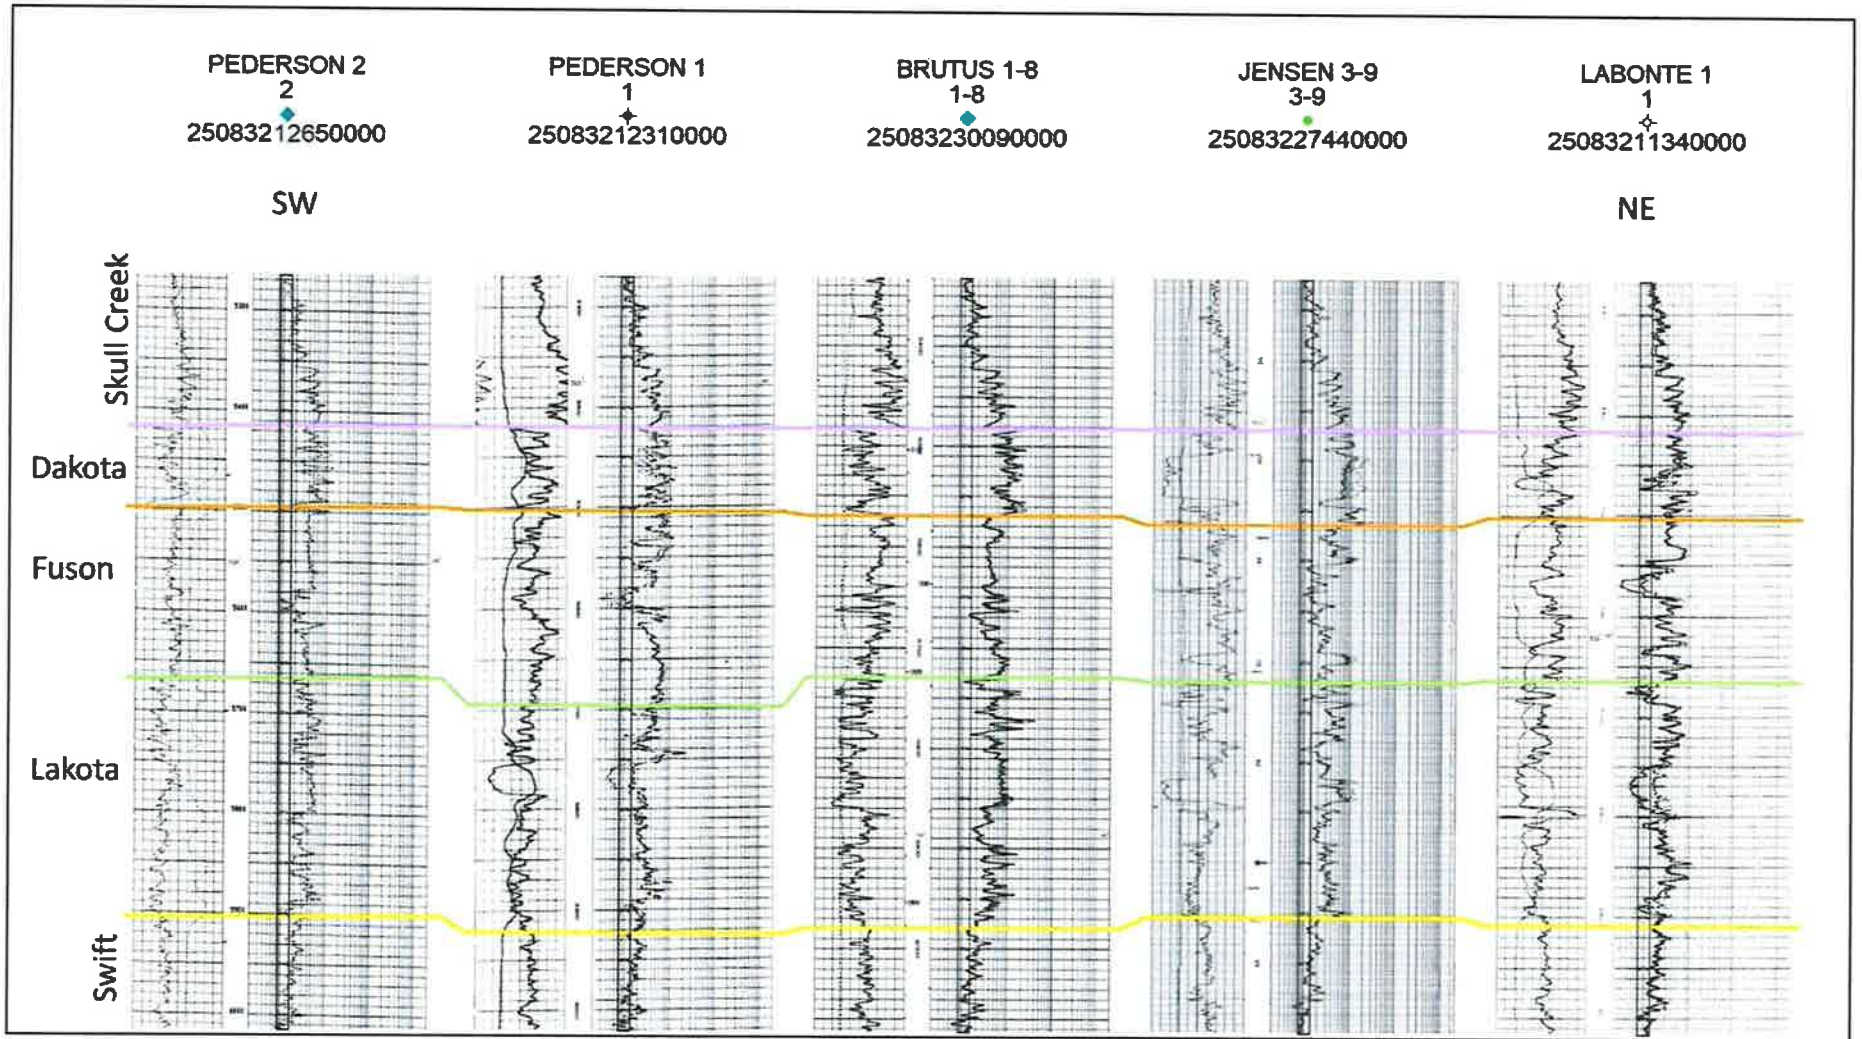 PEDERSON 2
2
25083212650000
PEDERSON 1
1
25083212310000
BRUTUS 1-8
1-8
25083230090000
JENSEN 3-9
3-9
25083227440000
LABONTE 1
1
25083211340000
SW
NE
Skull Creek
Dakota
Fuson
Lakota
Swift